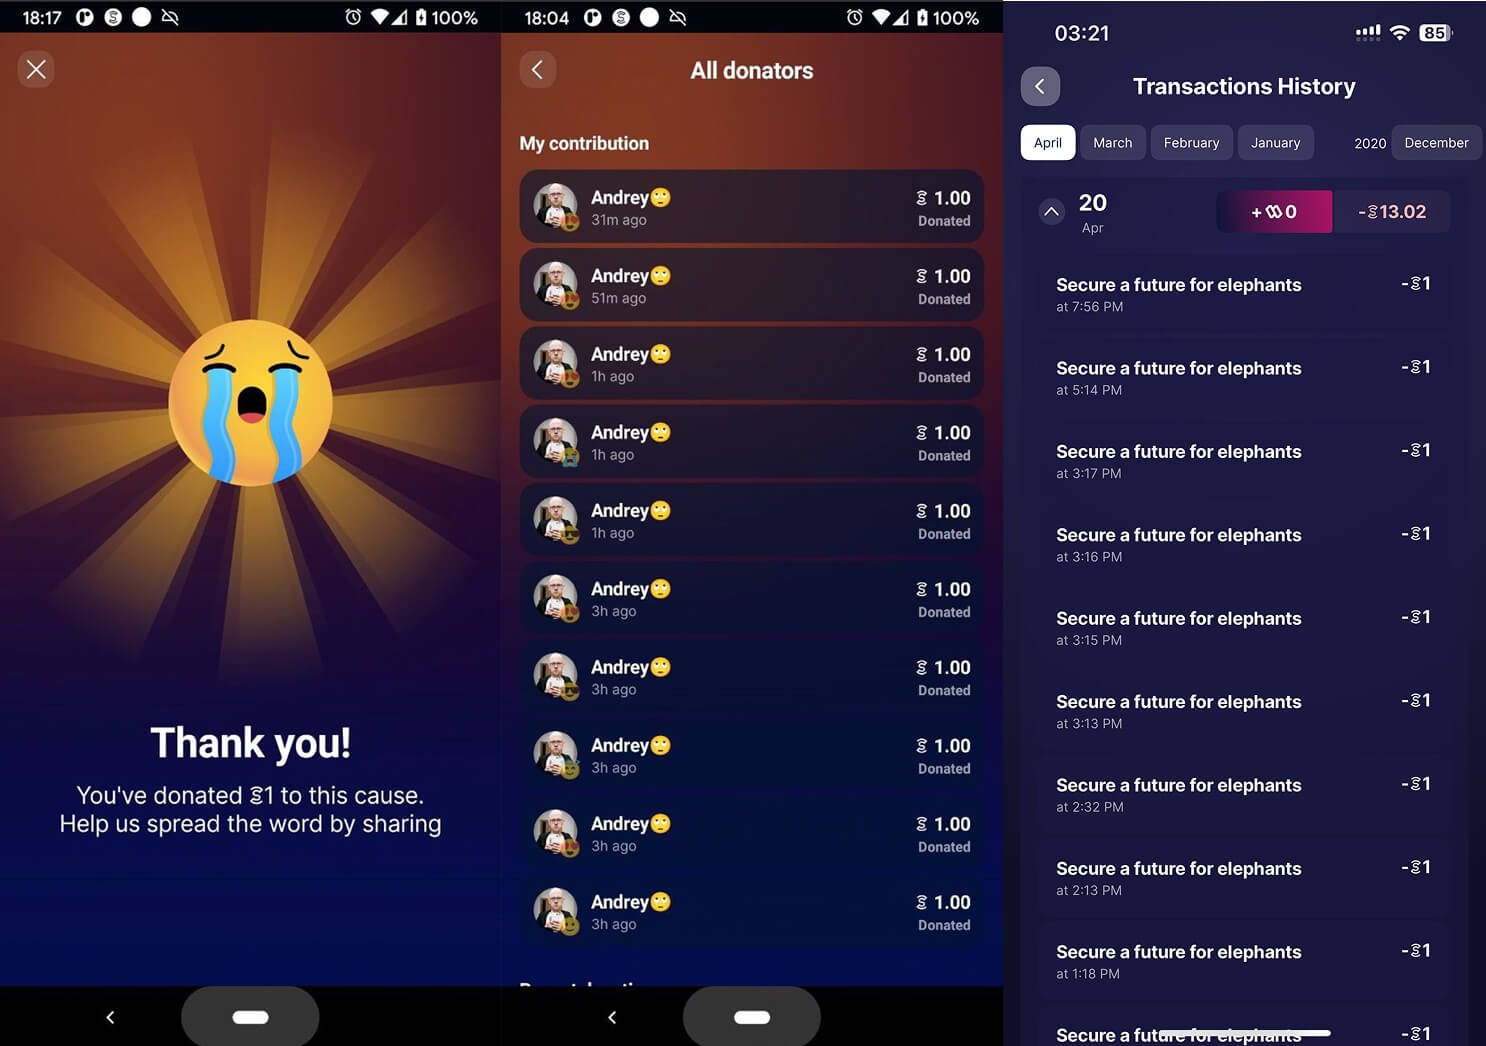 18:17
100%
Thank you!
You've donated 1 to this cause.
Help us spread the word by sharing
18:04
100%
All donators
My contribution
Andrey🙄
1.00
31m ago
Donated
Andrey🙄
1.00
51m ago
Donated
Andrey🙄
1.00
1h ago
Donated
Andrey🙄
1.00
1h ago
Donated
Andrey🙄
1.00
1h ago
Donated
Andrey🙄
1.00
3h ago
Donated
Andrey🙄
1.00
3h ago
Donated
Andrey🙄
1.00
3h ago
Donated
Andrey🙄
1.00
3h ago
Donated
Andrey🙄
1.00
3h ago
Donated
03:21
85
Transactions History
April March February January 2020 December
20
Apr
+0
-13.02
Secure a future for elephants
-1
at 7:56 PM
Secure a future for elephants
-1
at 5:14 PM
Secure a future for elephants
-1
at 3:17 PM
Secure a future for elephants
-1
at 3:16 PM
Secure a future for elephants
-1
at 3:15 PM
Secure a future for elephants
-1
at 3:13 PM
Secure a future for elephants
-1
at 2:32 PM
Secure a future for elephants
-1
at 2:13 PM
Secure a future for elephants
-1
at 1:18 PM
Secure a future for elephants
-1